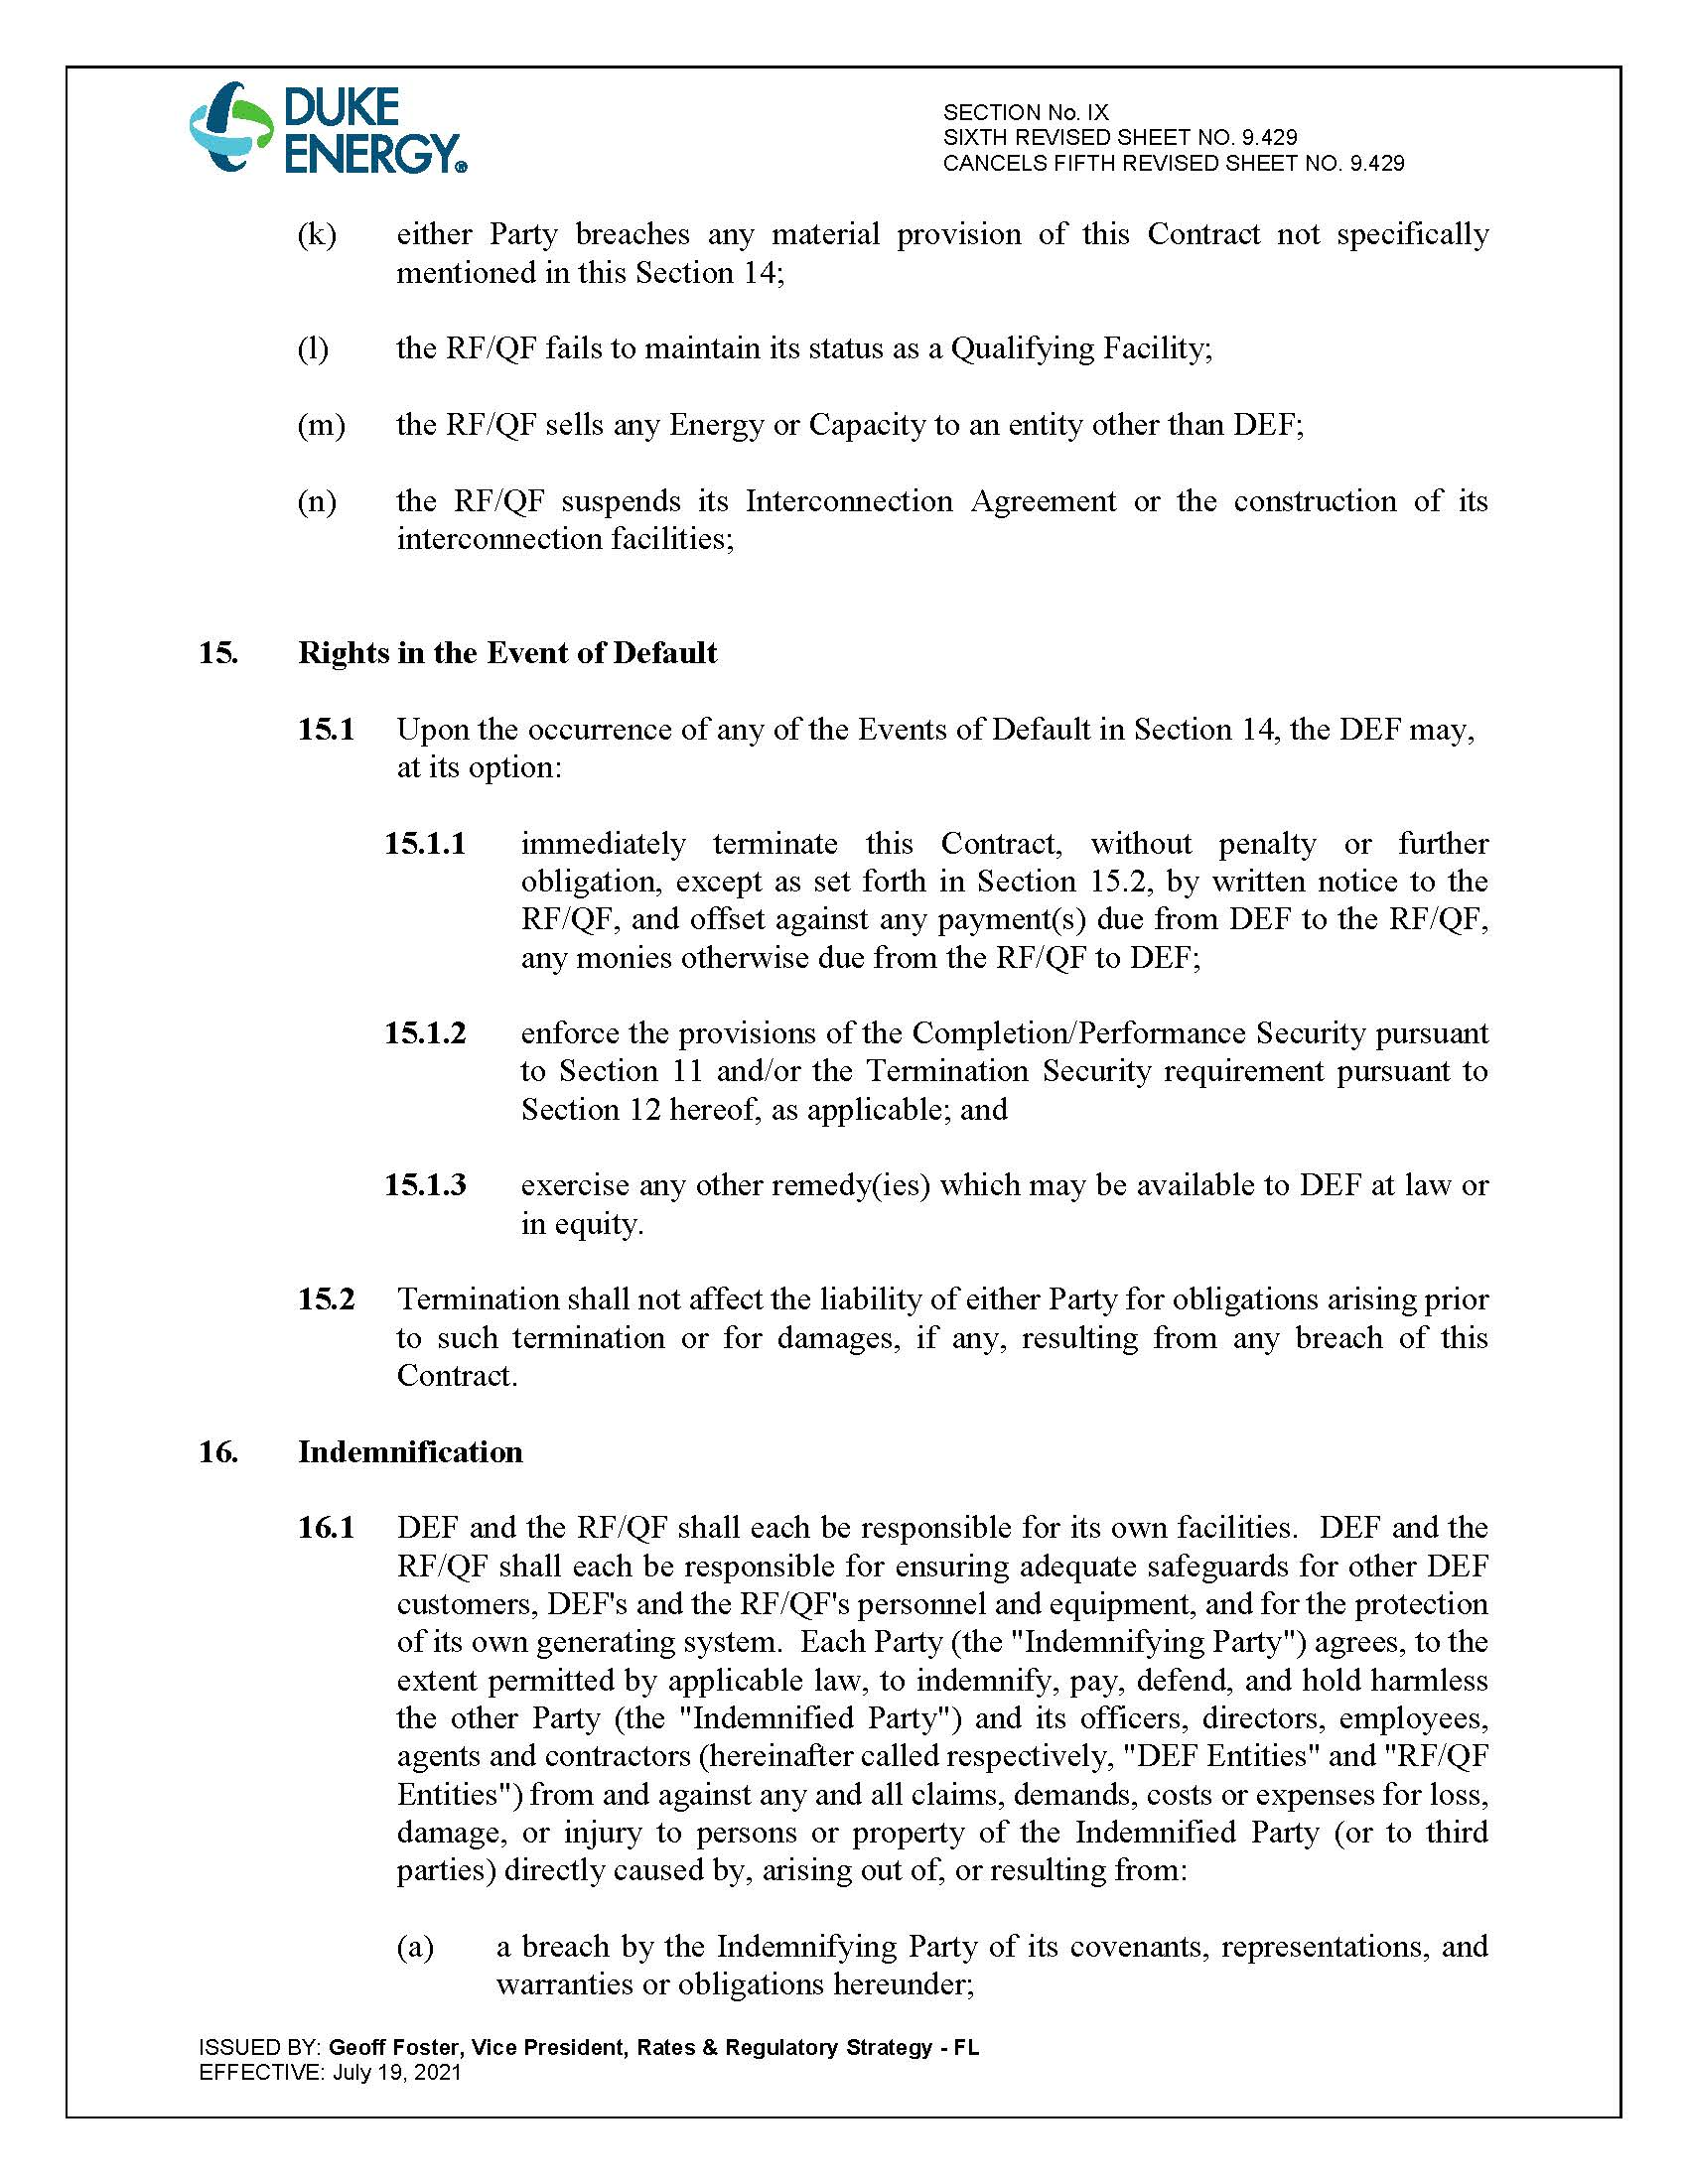 DUKE
ENERGY®
SECTION No. IX
SIXTH REVISED SHEET NO. 9.429
CANCELS FIFTH REVISED SHEET NO. 9.429
(k) either Party breaches any material provision of this Contract not specifically
mentioned in this Section 14;
(l) the RF/QF fails to maintain its status as a Qualifying Facility;
(m) the RF/QF sells any Energy or Capacity to an entity other than DEF;
(n) the RF/QF suspends its Interconnection Agreement or the construction of its
interconnection facilities;
15. Rights in the Event of Default
15.1 Upon the occurrence of any of the Events of Default in Section 14, the DEF may,
at its option:
15.1.1 immediately terminate this Contract, without penalty or further
obligation, except as set forth in Section 15.2, by written notice to the
RF/QF, and offset against any payment(s) due from DEF to the RF/QF,
any monies otherwise due from the RF/QF to DEF;
15.1.2 enforce the provisions of the Completion/Performance Security pursuant
to Section 11 and/or the Termination Security requirement pursuant to
Section 12 hereof, as applicable; and
15.1.3 exercise any other remedy(ies) which may be available to DEF at law or
in equity.
15.2 Termination shall not affect the liability of either Party for obligations arising prior
to such termination or for damages, if any, resulting from any breach of this
Contract.
16. Indemnification
16.1 DEF and the RF/QF shall each be responsible for its own facilities. DEF and the
RF/QF shall each be responsible for ensuring adequate safeguards for other DEF
customers, DEF's and the RF/QF's personnel and equipment, and for the protection
of its own generating system. Each Party (the "Indemnifying Party") agrees, to the
extent permitted by applicable law, to indemnify, pay, defend, and hold harmless
the other Party (the "Indemnified Party") and its officers, directors, employees,
agents and contractors (hereinafter called respectively, "DEF Entities" and "RF/QF
Entities") from and against any and all claims, demands, costs or expenses for loss,
damage, or injury to persons or property of the Indemnified Party (or to third
parties) directly caused by, arising out of, or resulting from:
(a) a breach by the Indemnifying Party of its covenants, representations, and
warranties or obligations hereunder;
ISSUED BY: Geoff Foster, Vice President, Rates & Regulatory Strategy - FL
EFFECTIVE: July 19, 2021